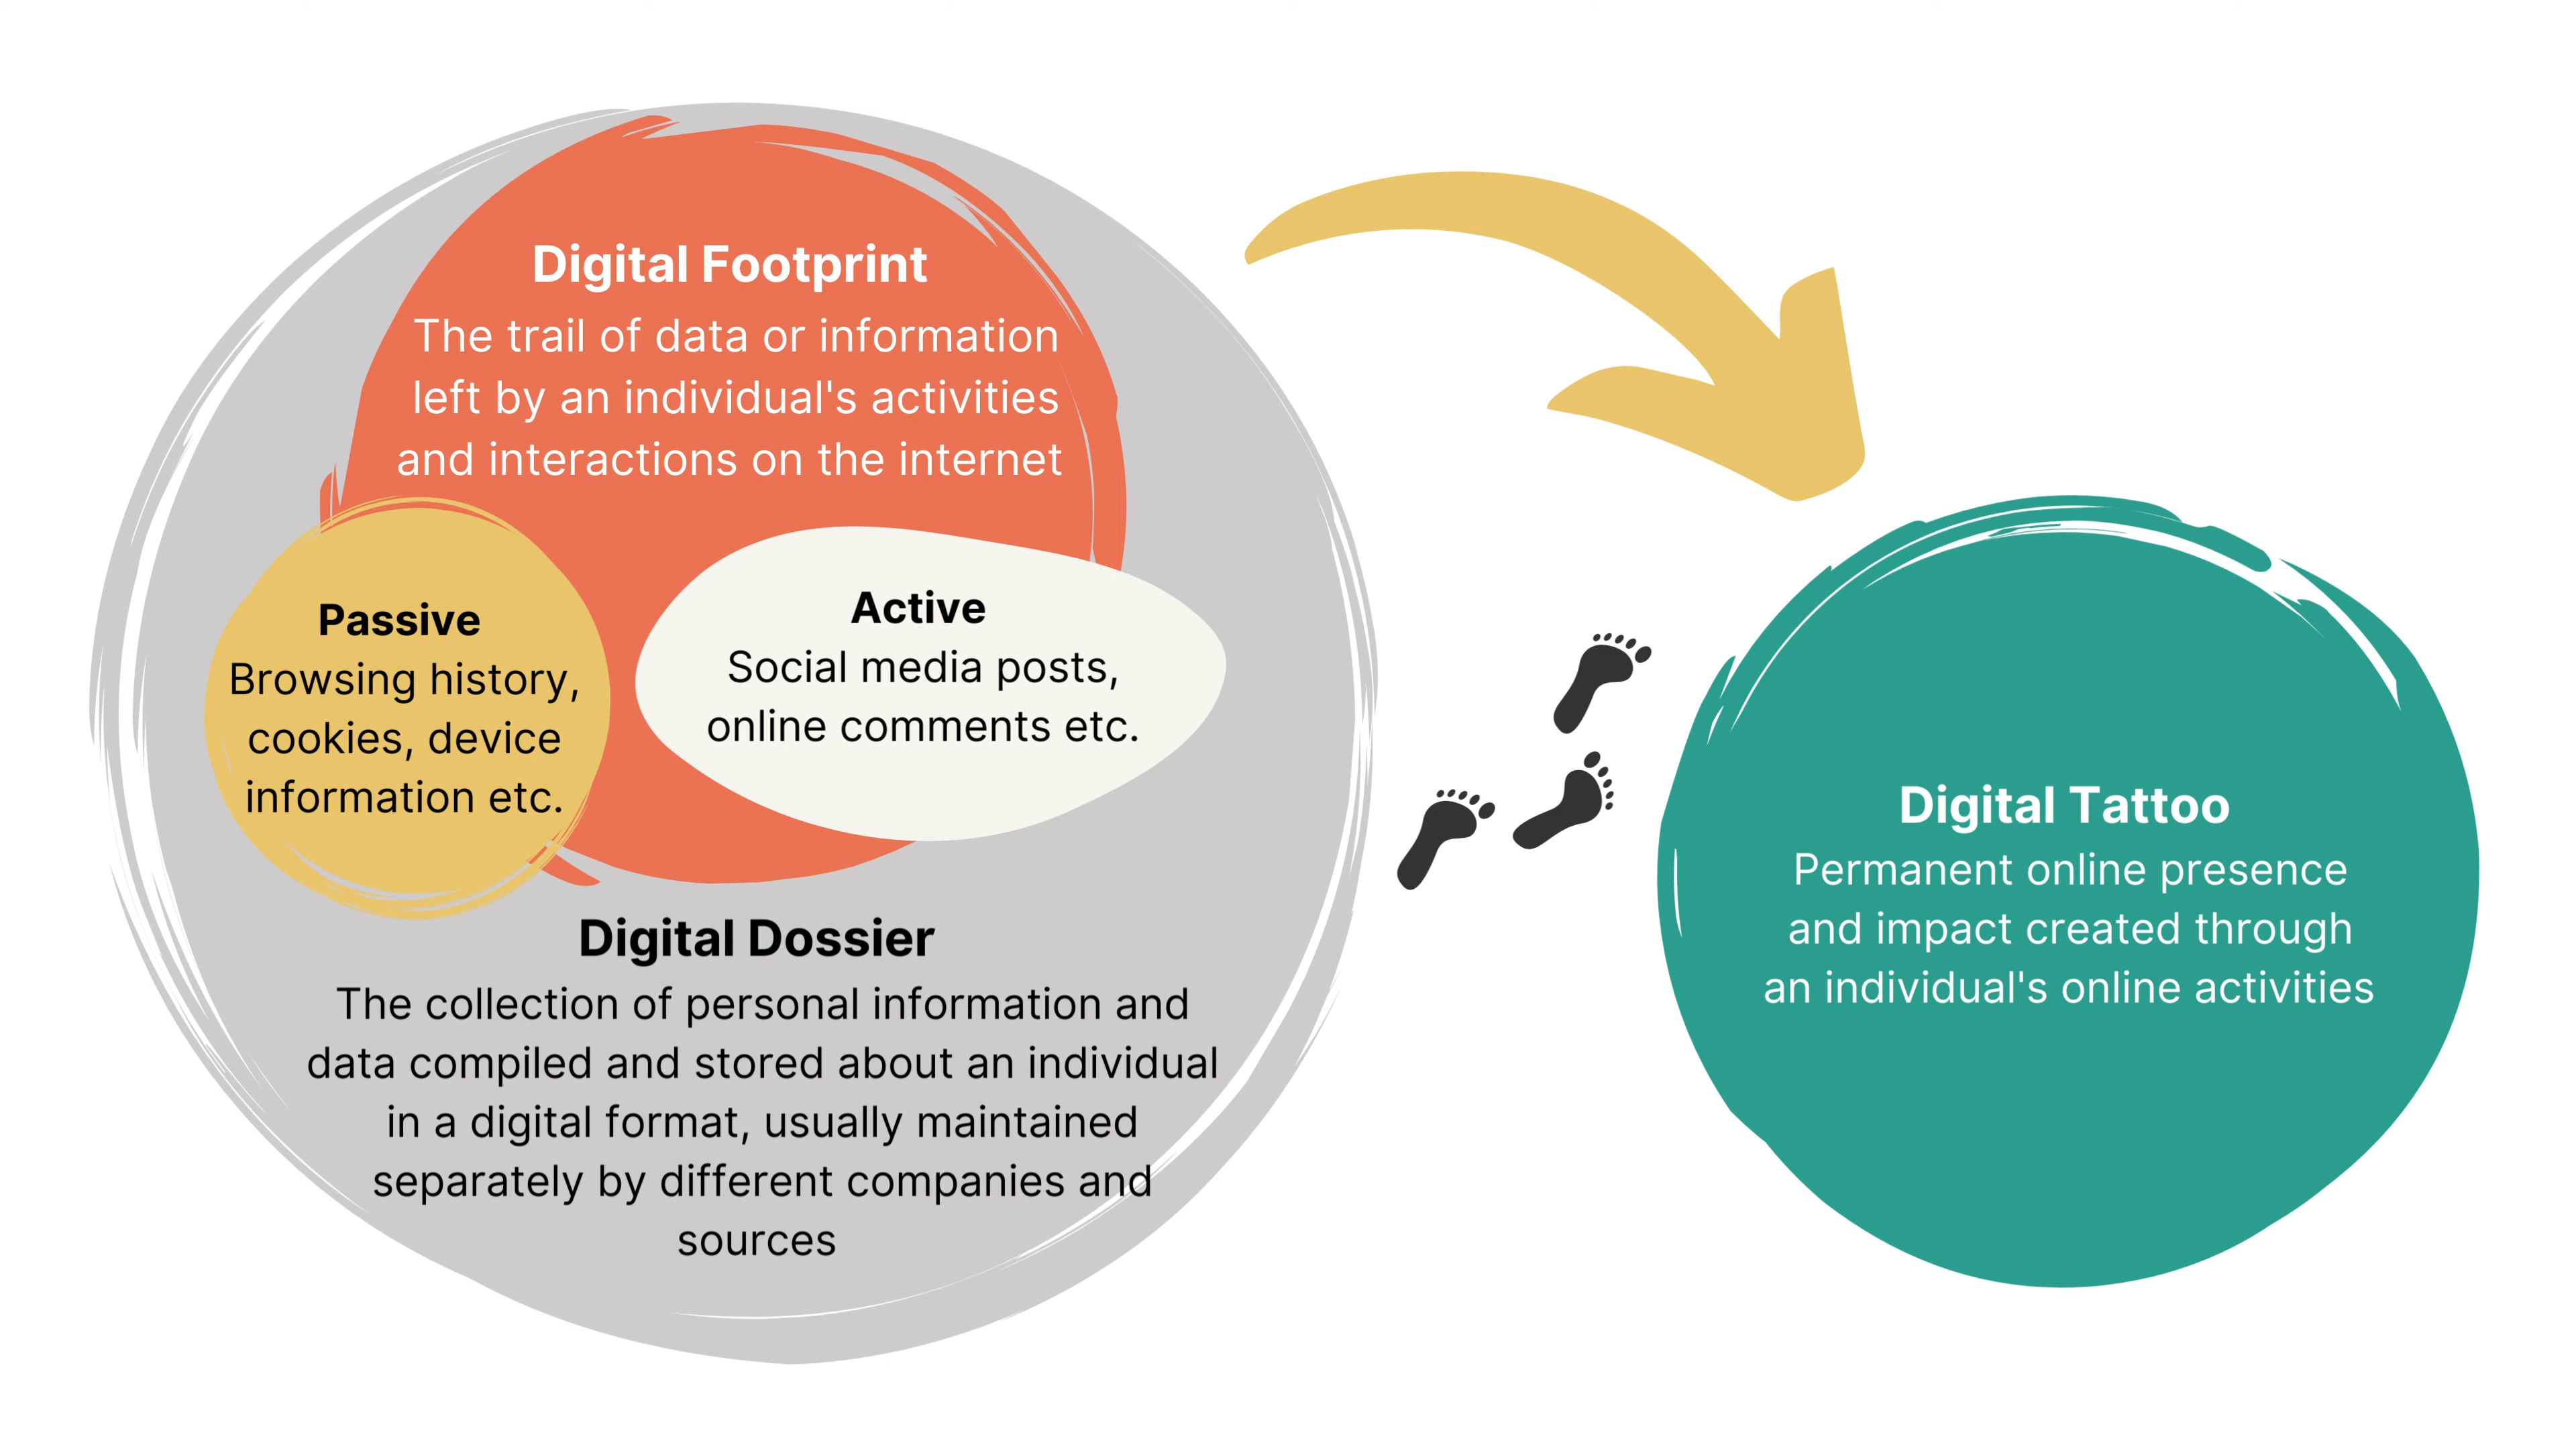 Digital Footprint
The trail of data or information
left by an individual's activities
and interactions on the internet
Passive
Browsing history,
cookies, device
information etc.
Active
Social media posts,
online comments etc.
Digital Dossier
The collection of personal information and
data compiled and stored about an individual
in a digital format, usually maintained
separately by different companies and
sources
Digital Tattoo
Permanent online presence
and impact created through
an individual's online activities